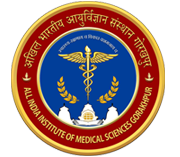 अखिल भारतीय आयुर्विज्ञान संस्थान गोरखपुर
ALL INDIA INSTITUTE OF MEDICAL SCIENCES GORAKHPUR